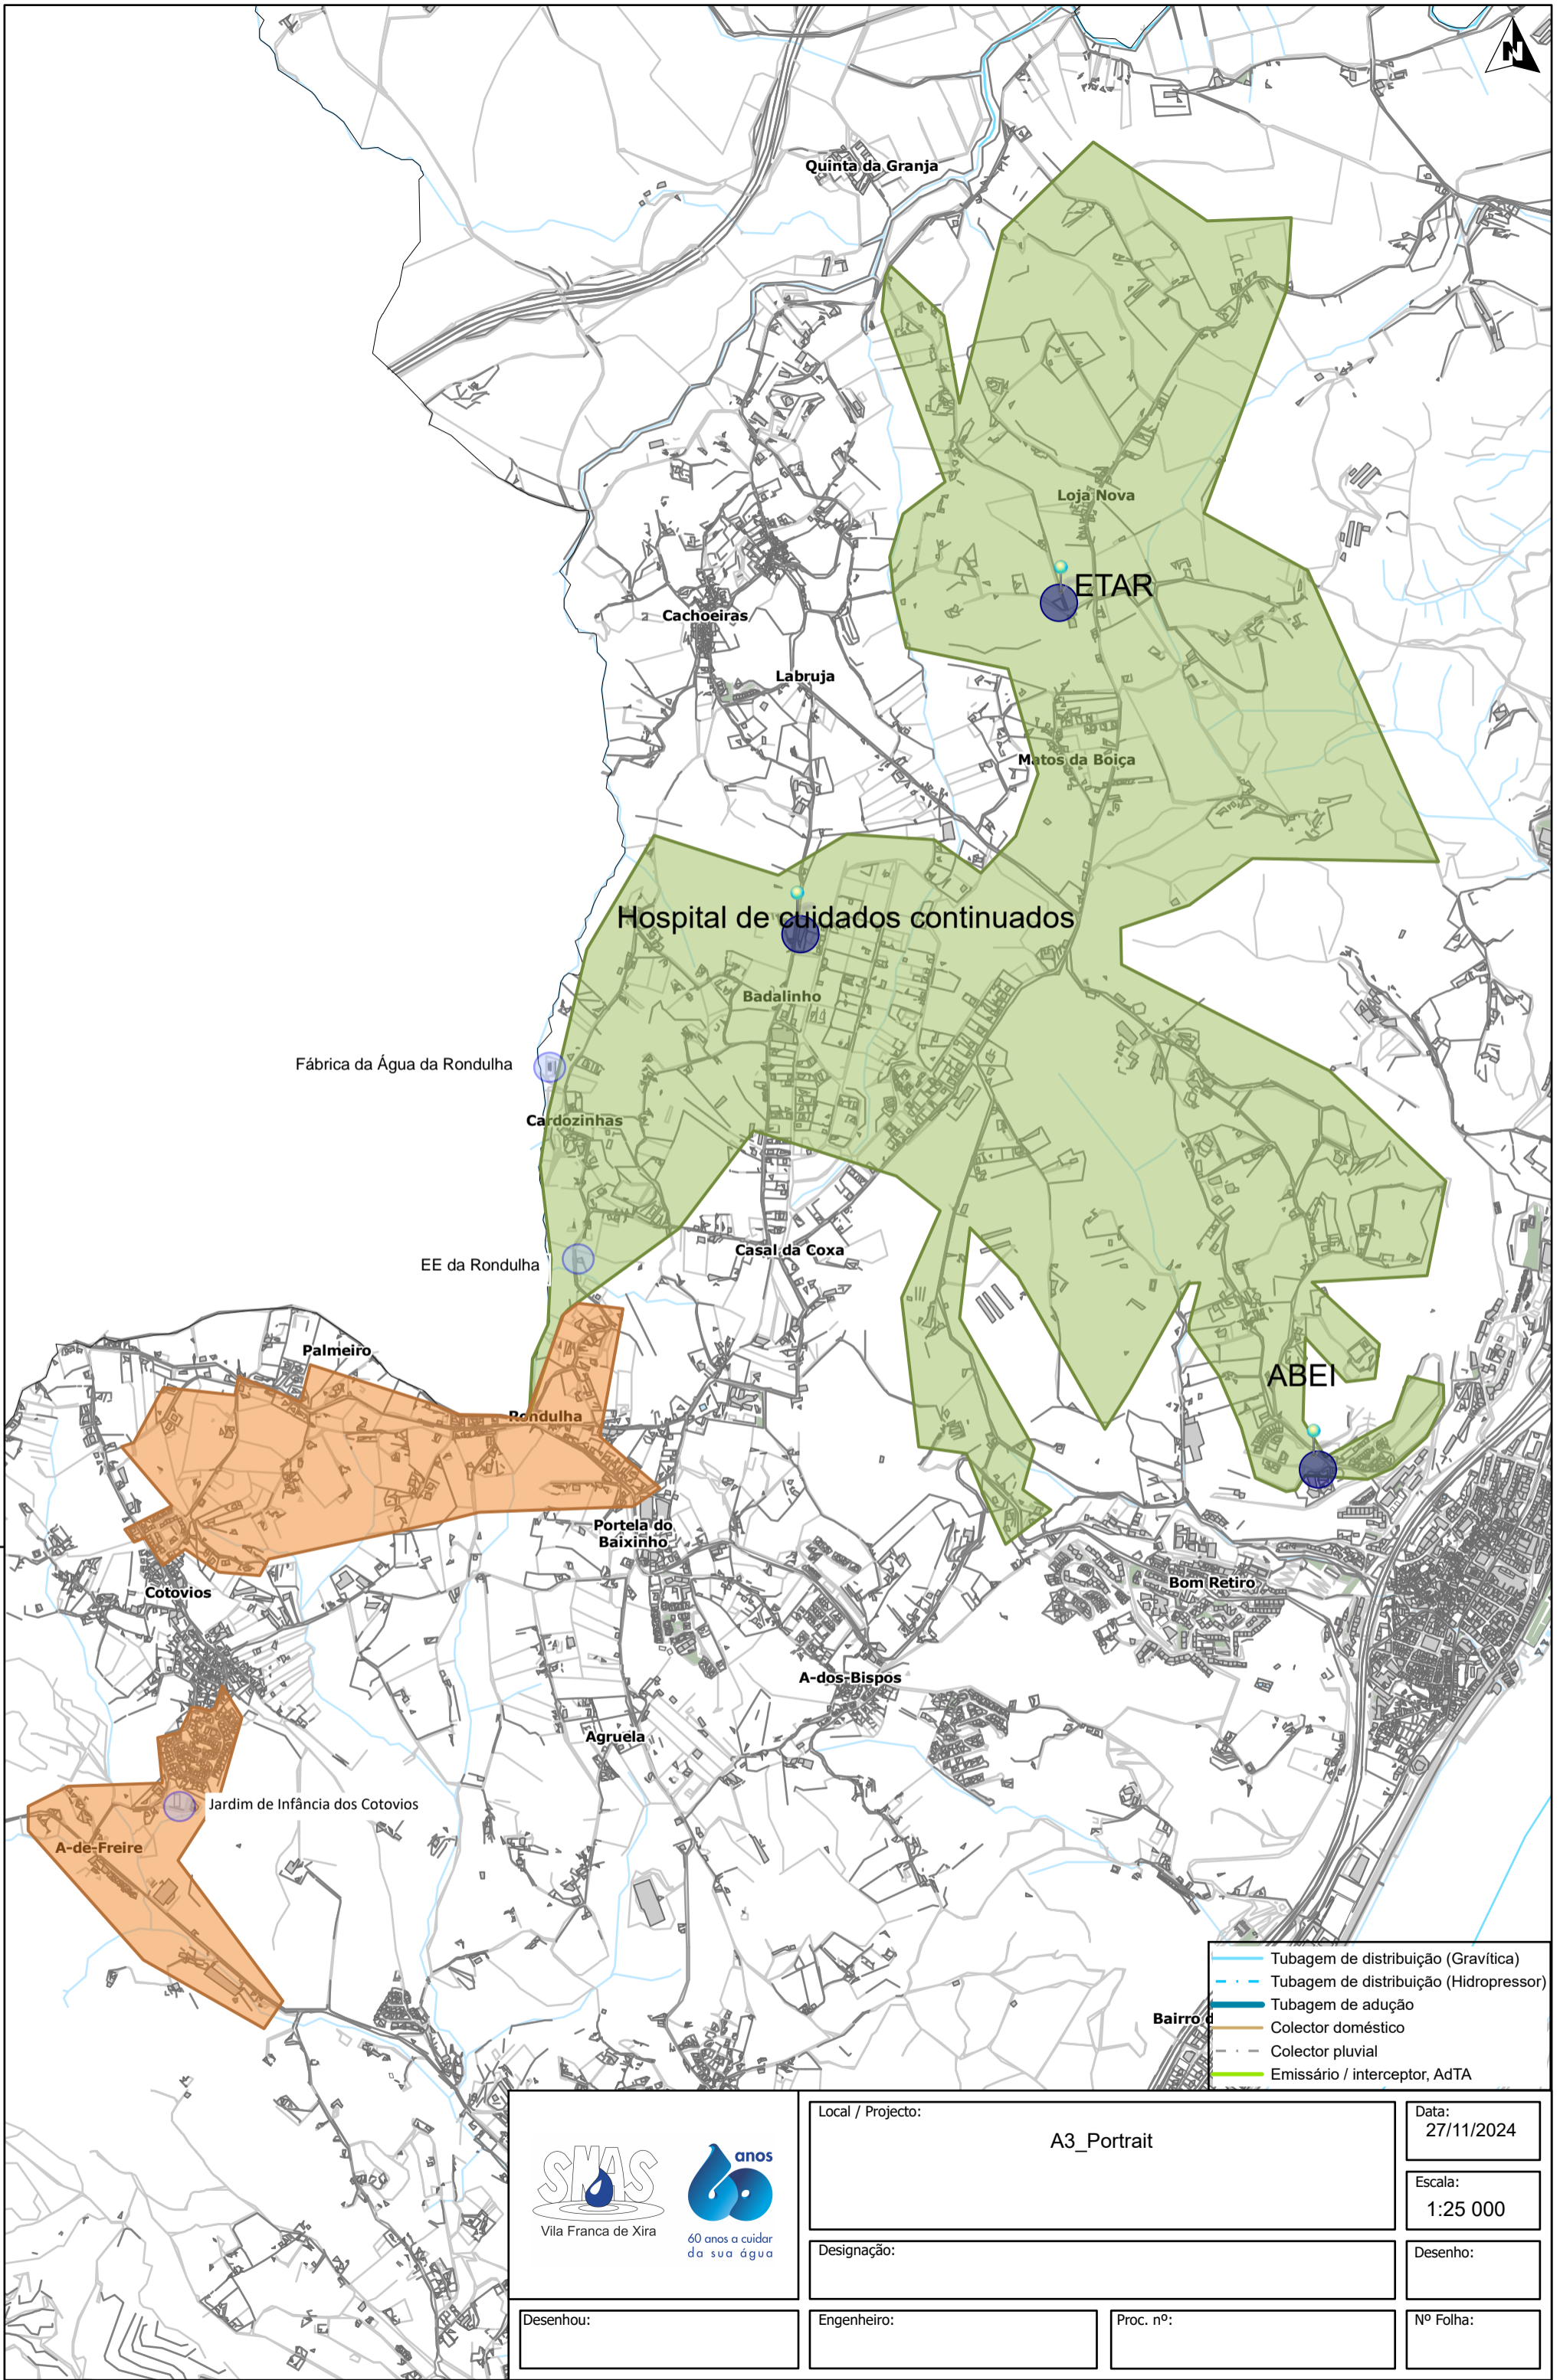 N
Quinta da Granja
Loja Nova
ETAR
Cachoeiras
Labruja
Matos da Boiça
Hospital de cuidados continuados
Badalinho
Fábrica da Água da Rondulha
Cardozinhas
Casal da Coxa
EE da Rondulha
Palmeiro
ABEI
Rondulha
Portela do
Baixinho
Bom Retiro
Cotovios
A-dos-Bispos
Agruela
Jardim de Infância dos Cotovios
A-de-Freire
Bairro d
Tubagem de distribuição (Gravítica)
Tubagem de distribuição (Hidropressor)
Tubagem de adução
Colector doméstico
Colector pluvial
Emissário / interceptor, AdTA
SMAS
Vila Franca de Xira
60 anos
60 anos a cuidar
da sua água
Local / Projecto:
A3_Portrait
Data:
27/11/2024
Escala:
1:25 000
Designação:
Desenho:
Desenhou:
Engenheiro:
Proc. nº:
Nº Folha: